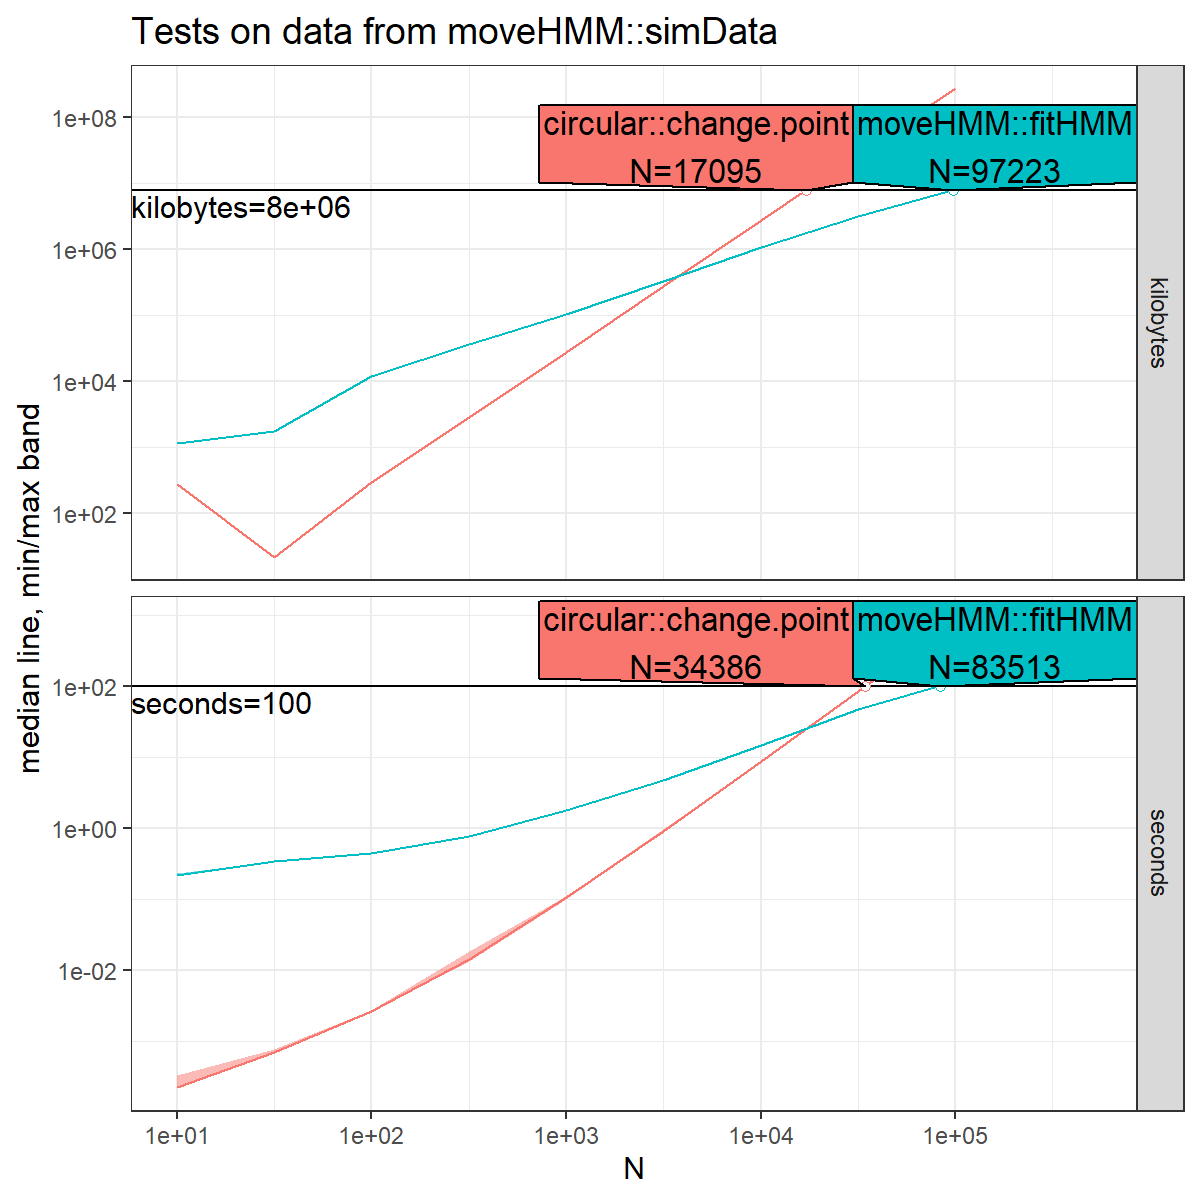 Tests on data from moveHMM::simData
median line, min/max band
1e+08
1e+06
1e+04
1e+02
circular::change.point
N=17095
moveHMM::fitHMM
N=97223
kilobytes=8e+06
kilobytes
1e+02
1e+00
1e-02
circular::change.point
N=34386
moveHMM::fitHMM
N=83513
seconds=100
seconds
1e+01
1e+02
1e+03
1e+04
1e+05
N